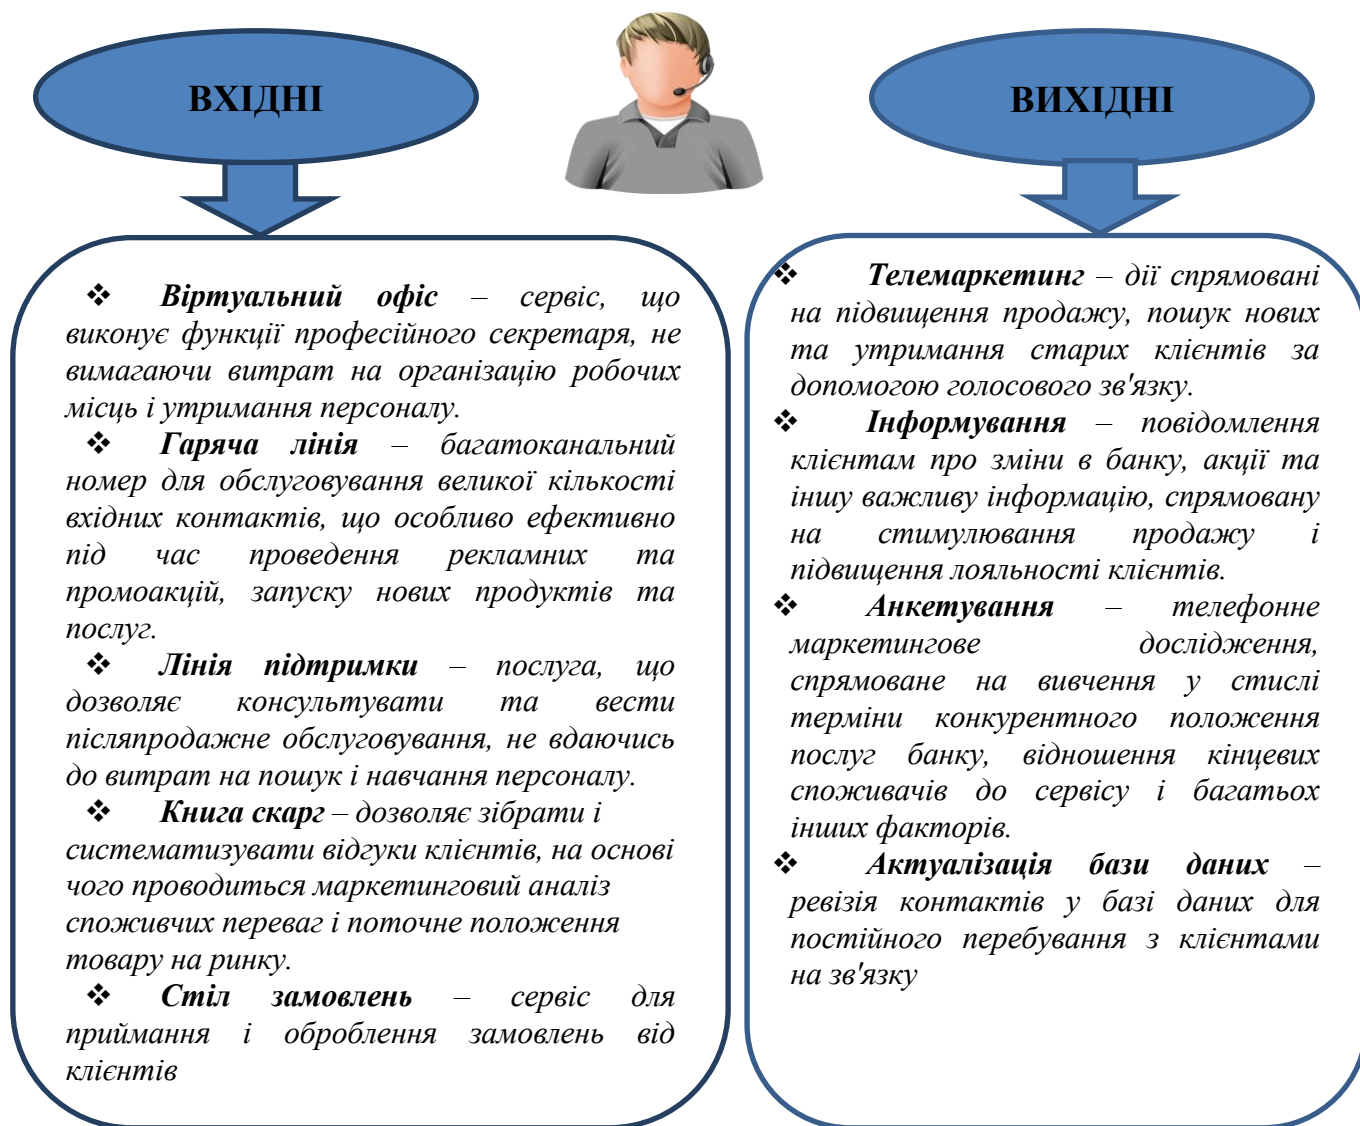 ВХІДНІ
ВИХІДНІ
❖ Віртуальний офіс – сервіс, що
виконує функції професійного секретаря, не
вимагаючи витрат на організацію робочих
місць і утримання персоналу.
❖ Гаряча лінія – багатоканальний
номер для обслуговування великої кількості
вхідних контактів, що особливо ефективно
під час проведення рекламних та
промоакцій, запуску нових продуктів та
послуг.
❖ Лінія підтримки – послуга, що
дозволяє консультувати та вести
післяпродажне обслуговування, не вдаючись
до витрат на пошук і навчання персоналу.
❖ Книга скарг – дозволяє зібрати і
систематизувати відгуки клієнтів, на основі
чого проводиться маркетинговий аналіз
споживчих переваг і поточне положення
товару на ринку.
❖ Стіл замовлень – сервіс для
приймання і оброблення замовлень від
клієнтів
❖ Телемаркетинг – дії спрямовані
на підвищення продажу, пошук нових
та утримання старих клієнтів за
допомогою голосового зв'язку.
❖ Інформування – повідомлення
клієнтам про зміни в банку, акції та
іншу важливу інформацію, спрямовану
на стимулювання продажу і
підвищення лояльності клієнтів.
❖ Анкетування – телефонне
маркетингове дослідження,
спрямоване на вивчення у стислі
терміни конкурентного положення
послуг банку, відношення кінцевих
споживачів до сервісу і багатьох
інших факторів.
❖ Актуалізація бази даних –
ревізія контактів у базі даних для
постійного перебування з клієнтами
на зв'язку